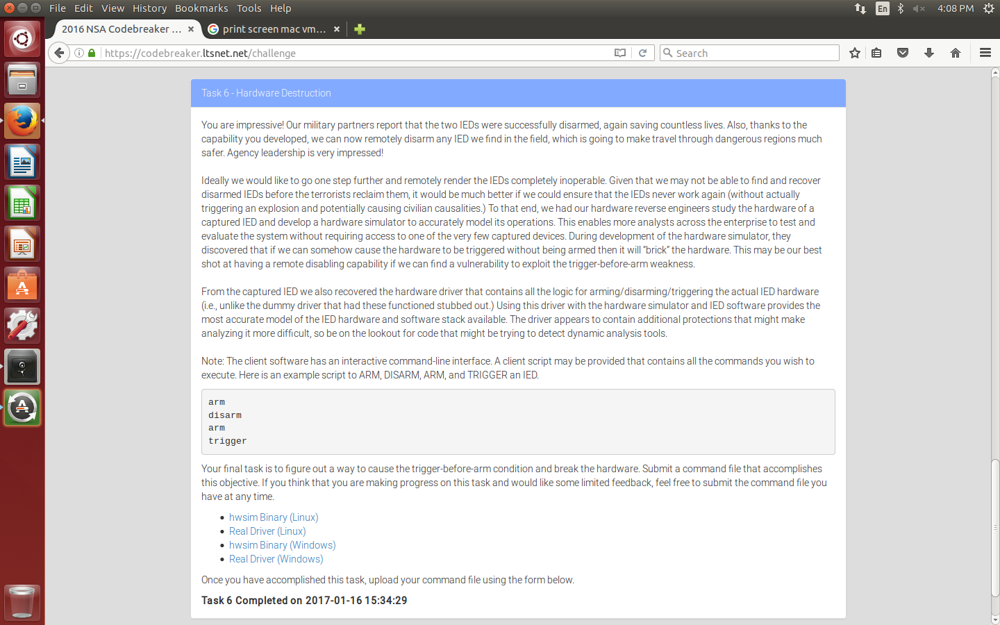 File Edit View History Bookmarks Tools Help
En
4:08 PM
2016 NSA Codebreaker ...
print screen mac vm...
https://codebreaker.ltsnet.net/challenge
Search
Task 6 - Hardware Destruction
You are impressive! Our military partners report that the two IEDs were successfully disarmed, again saving countless lives. Also, thanks to the
capability you developed, we can now remotely disarm any IED we find in the field, which is going to make travel through dangerous regions much
safer. Agency leadership is very impressed!
Ideally we would like to go one step further and remotely render the IEDs completely inoperable. Given that we may not be able to find and recover
disarmed IEDs before the terrorists reclaim them, it would be much better if we could ensure that the IEDs never work again (without actually
triggering an explosion and potentially causing civilian causalities.) To that end, we had our hardware reverse engineers study the hardware of a
captured IED and develop a hardware simulator to accurately model its operations. This enables more analysts across the enterprise to test and
evaluate the system without requiring access to one of the very few captured devices. During development of the hardware simulator, they
discovered that if we can somehow cause the hardware to be triggered without being armed then it will “brick” the hardware. This may be our best
shot at having a remote disabling capability if we can find a vulnerability to exploit the trigger-before-arm weakness.
From the captured IED we also recovered the hardware driver that contains all the logic for arming/disarming/triggering the actual IED hardware
(i.e., unlike the dummy driver that had these functioned stubbed out.) Using this driver with the hardware simulator and IED software provides the
most accurate model of the IED hardware and software stack available. The driver appears to contain additional protections that might make
analyzing it more difficult, so be on the lookout for code that might be trying to detect dynamic analysis tools.
Note: The client software has an interactive command-line interface. A client script may be provided that contains all the commands you wish to
execute. Here is an example script to ARM, DISARM, ARM, and TRIGGER an IED.
arm
disarm
arm
trigger
Your final task is to figure out a way to cause the trigger-before-arm condition and break the hardware. Submit a command file that accomplishes
this objective. If you think that you are making progress on this task and would like some limited feedback, feel free to submit the command file you
have at any time.
hwsim Binary (Linux)
Real Driver (Linux)
hwsim Binary (Windows)
Real Driver (Windows)
Once you have accomplished this task, upload your command file using the form below.
Task 6 Completed on 2017-01-16 15:34:29